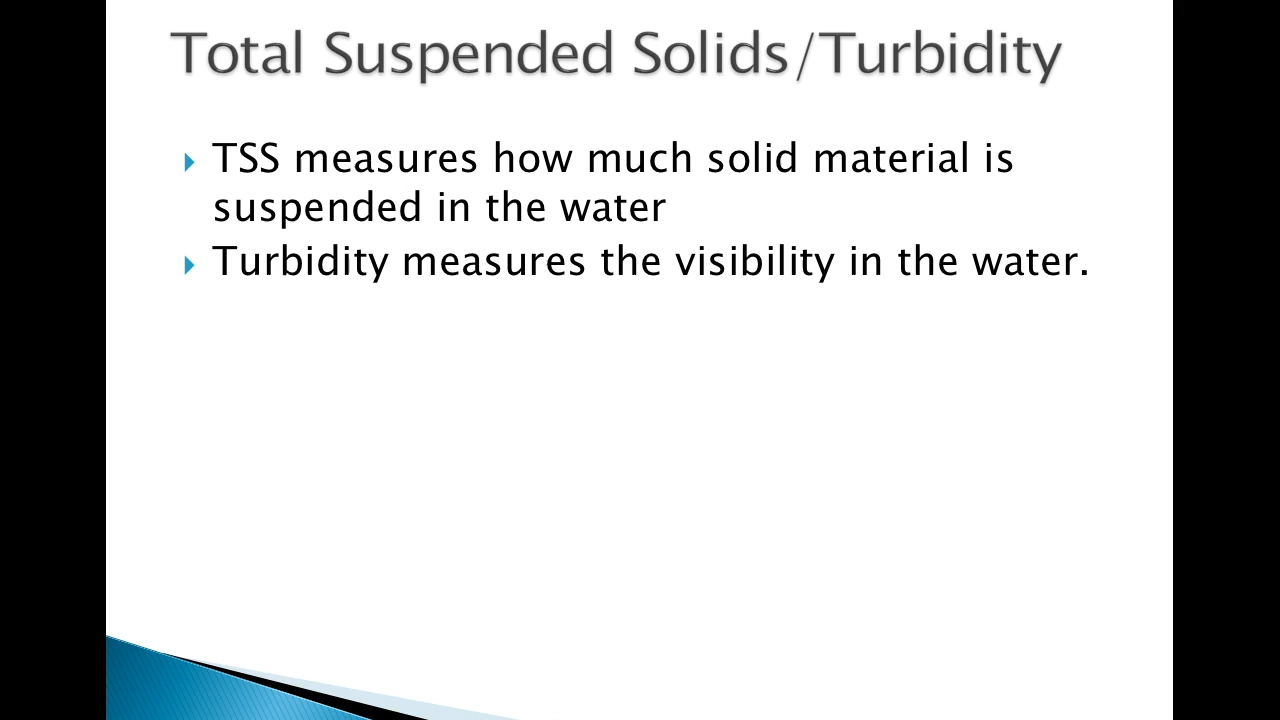 Total Suspended Solids/Turbidity
TSS measures how much solid material is
suspended in the water
Turbidity measures the visibility in the water.